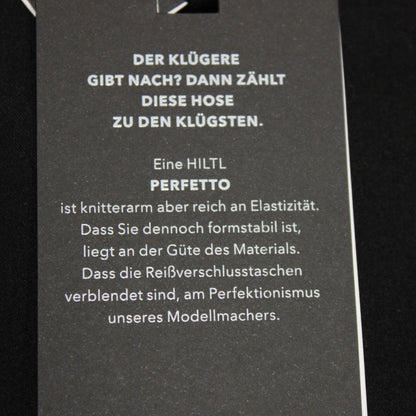 DER KLÜGERE
GIBT NACH? DANN ZÄHLT
DIESE HOSE
ZU DEN KLÜGSTEN.
Eine HILTL
PERFETTO
ist knitterarm aber reich an Elastizität.
Dass Sie dennoch formstabil ist,
liegt an der Güte des Materials.
Dass die Reißverschlusstaschen
verblendet sind, am Perfektionismus
unseres Modellmachers.